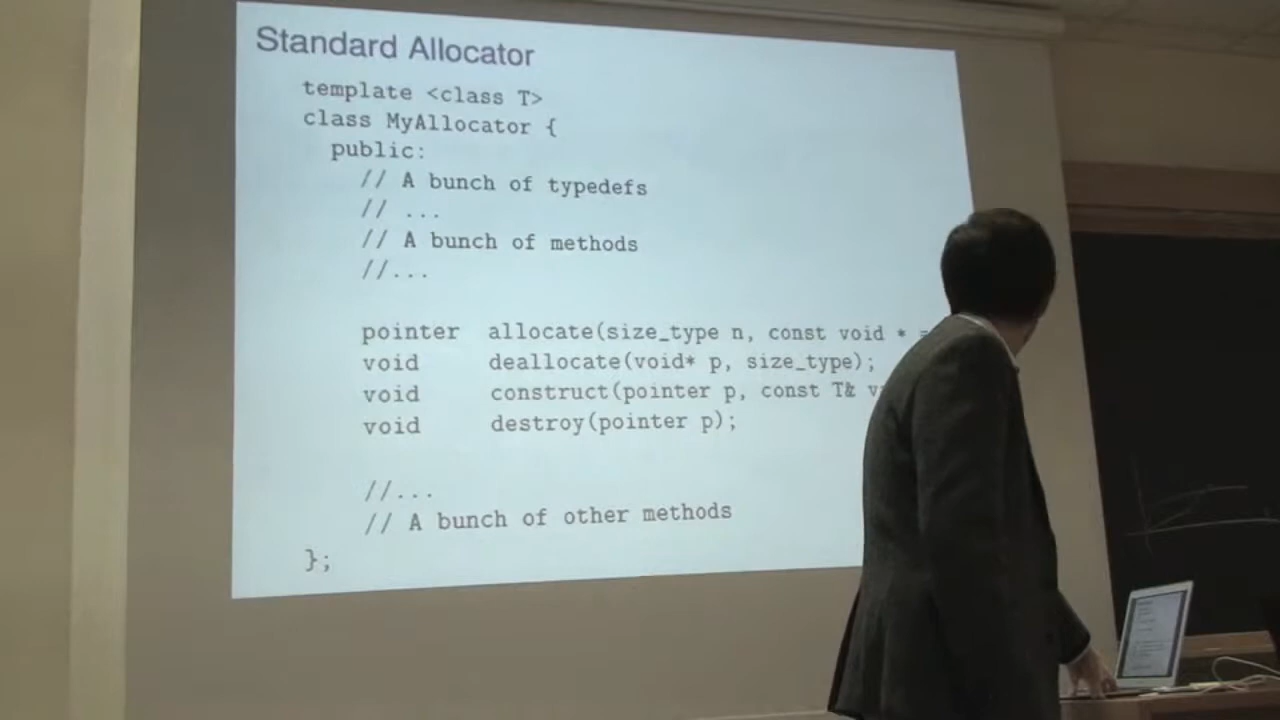 Standard Allocator
template <class T>
class MyAllocator {
public:
// A bunch of typedefs
// ...
// A bunch of methods
//...
pointer allocate(size_type n, const void * =
void deallocate(void* p, size_type);
void construct(pointer p, const T&
void destroy(pointer p);
//...
// A bunch of other methods
};